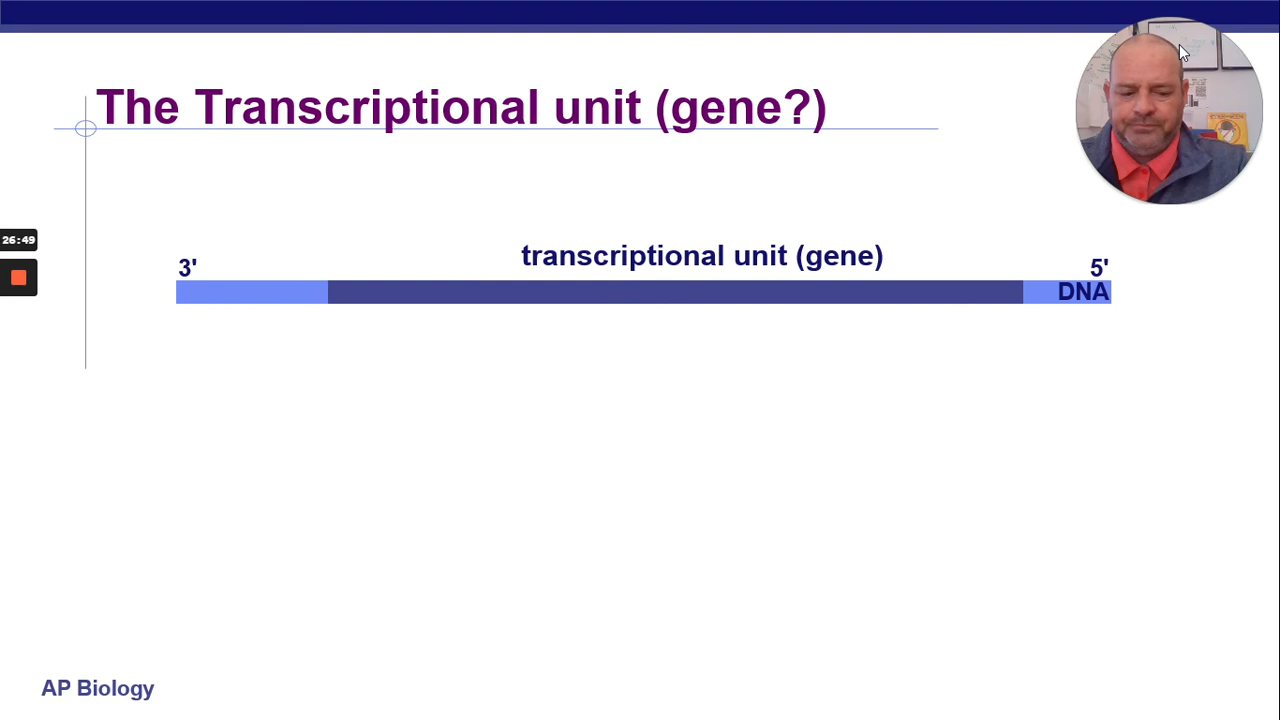 The Transcriptional unit (gene?)
26:49
transcriptional unit (gene)
3'
5'
DNA
AP Biology